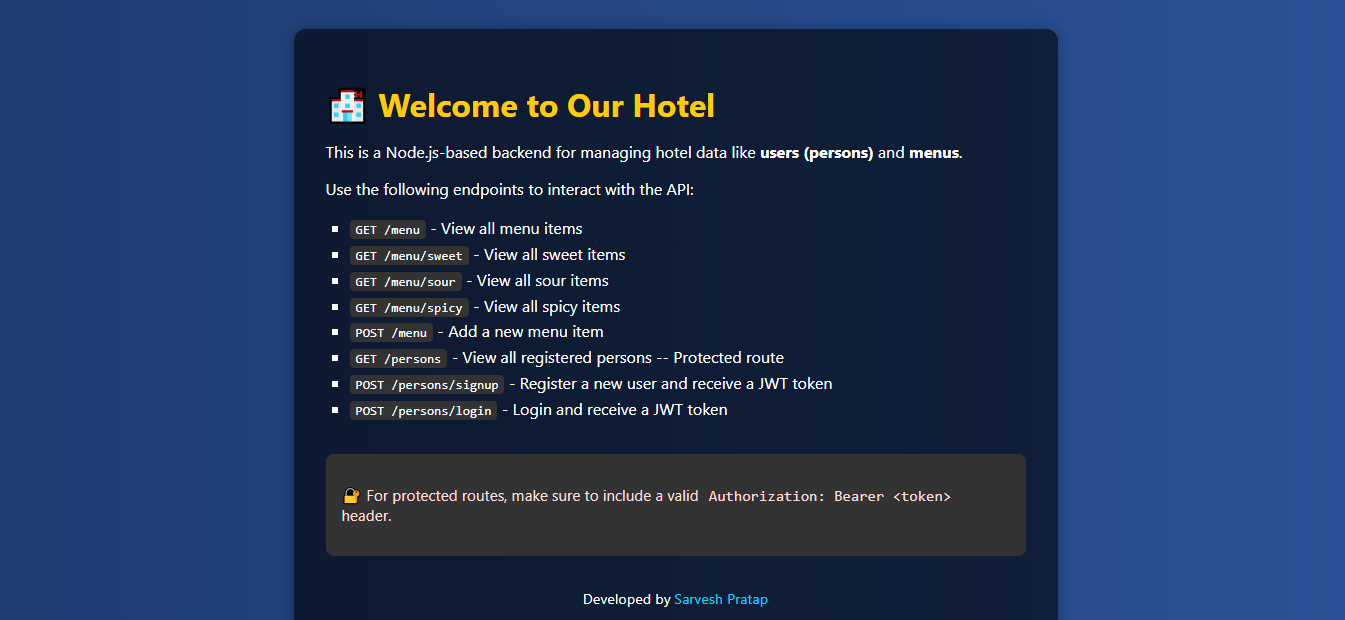 Welcome to Our Hotel
This is a Node.js-based backend for managing hotel data like users (persons) and menus.
Use the following endpoints to interact with the API:
GET /menu - View all menu items
GET /menu/sweet - View all sweet items
GET /menu/sour - View all sour items
GET /menu/spicy - View all spicy items
POST /menu - Add a new menu item
GET /persons - View all registered persons -- Protected route
POST /persons/signup - Register a new user and receive a JWT token
POST /persons/login - Login and receive a JWT token
For protected routes, make sure to include a valid Authorization: Bearer <token>
header.
Developed by Sarvesh Pratap